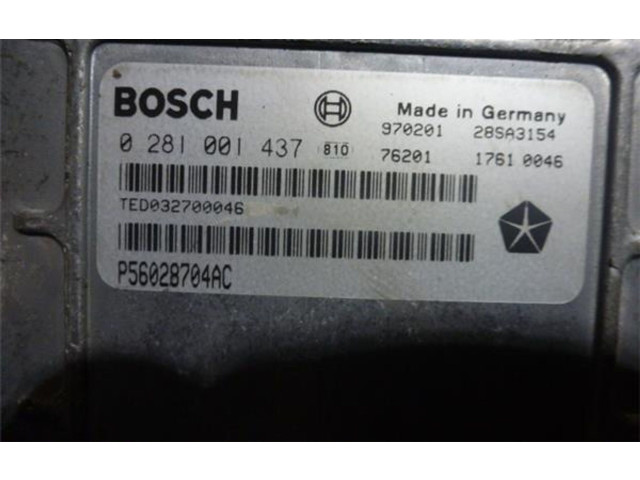 BOSCH Made in Germany
970201 28SA3154
0 281 001 437 810 76201 1761 0046
TED032700046
P56028704AC